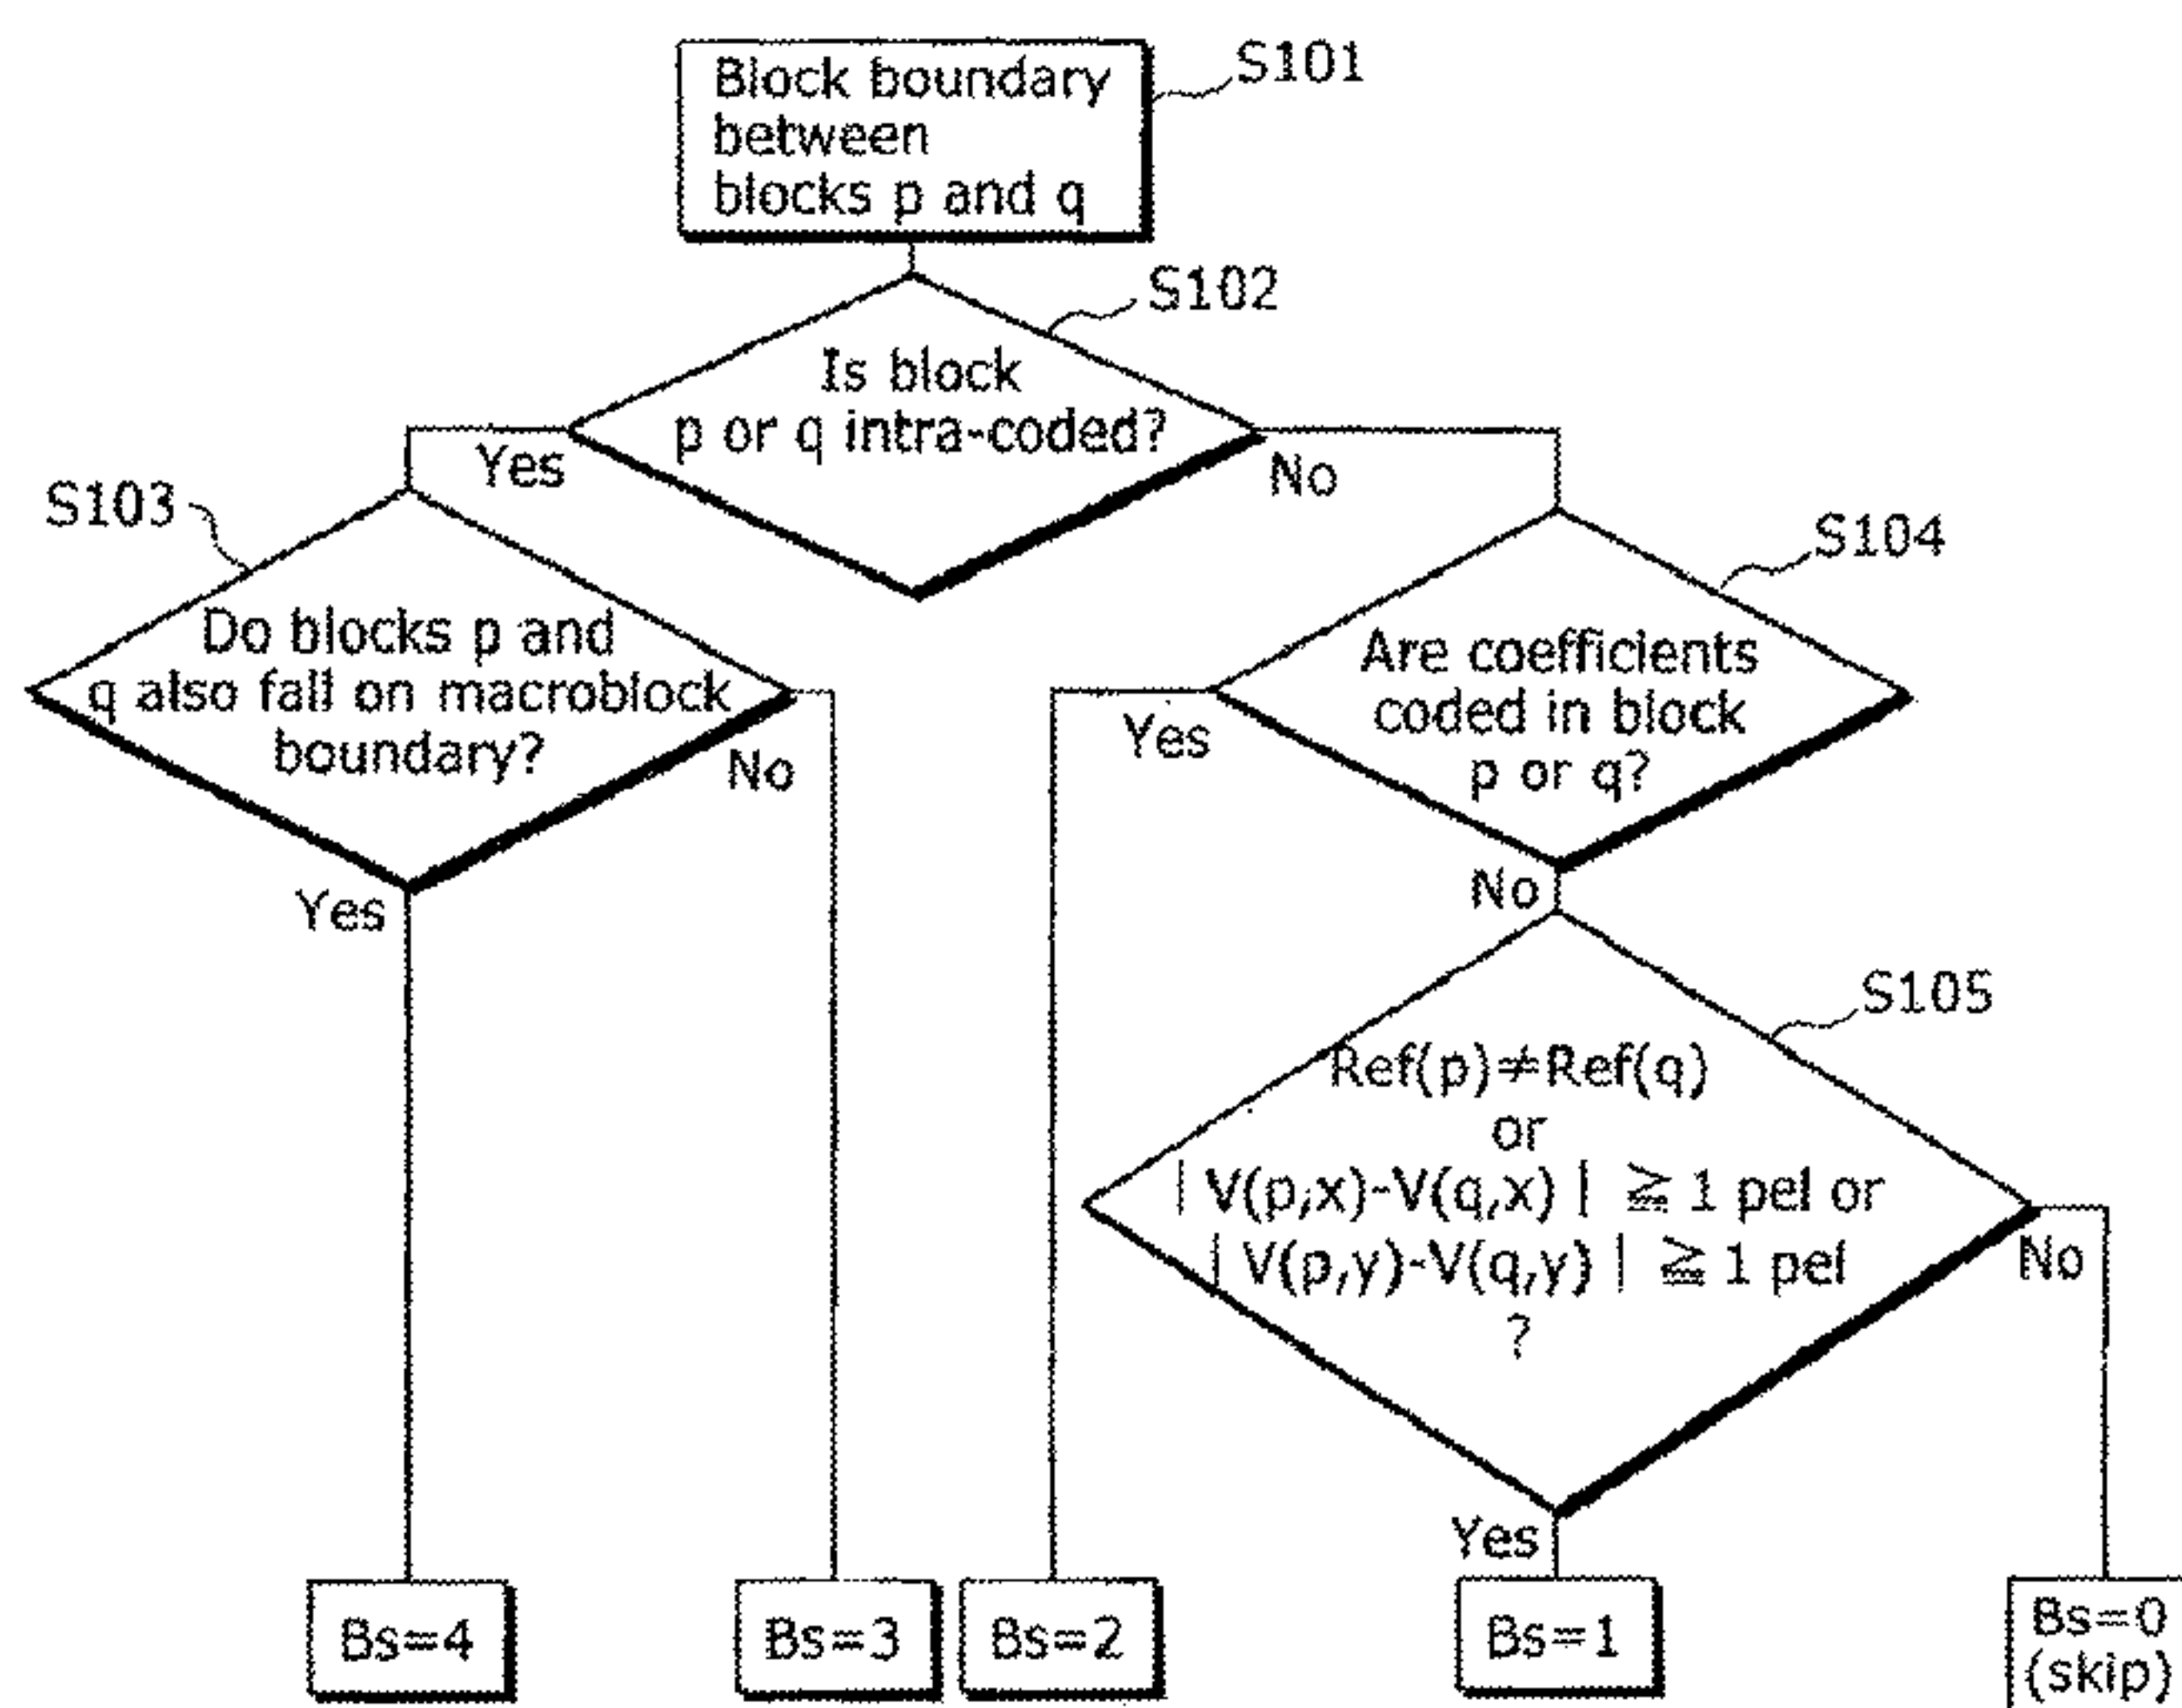 Block boundary
between
blocks p and q
S101
S102
Is block
p or q intra-coded?
Yes
No
S103
Do blocks p and
q also fall on macroblock
boundary?
No
Yes
S104
Are coefficients
coded in block
p or q?
Yes
No
S105
Ref(p)≠Ref(q)
or
| V(p,x)-V(q,x) | ≧ 1 pel or
| V(p,y)-V(q,y) | ≧ 1 pel
?
No
Yes
Bs=4
Bs=3
Bs=2
Bs=1
Bs=0
(skip)